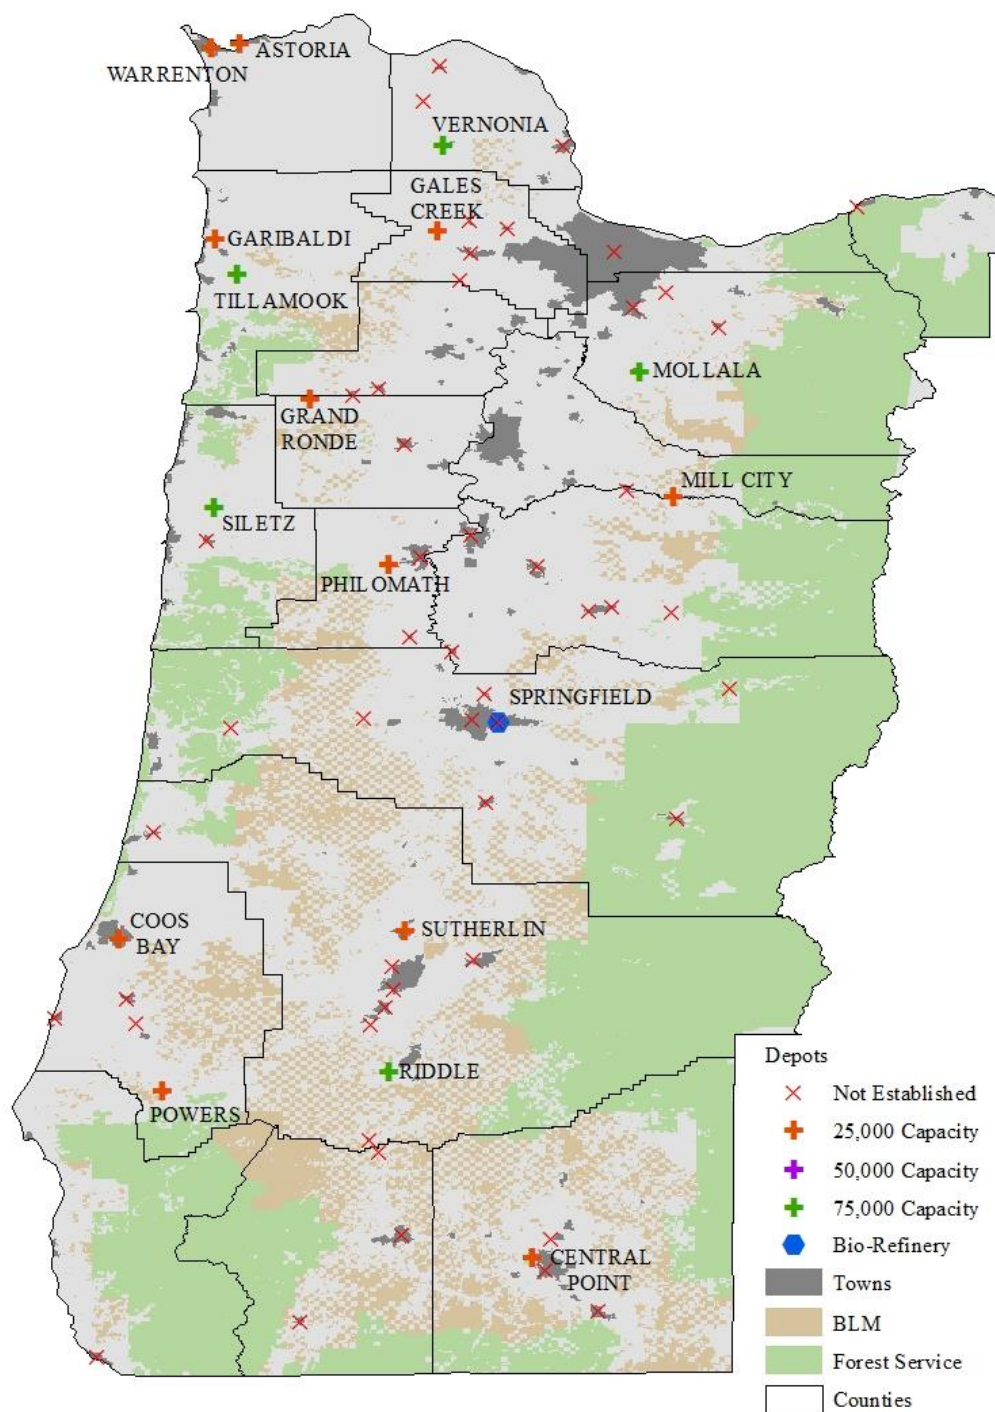 ASTORIA
WARRENTON
VERNONIA
GALES
CREEK
GARIBALDI
TILLAMOOK
MOLLALA
GRAND
RONDE
MILL CITY
SILETZ
PHILOMATH
SPRINGFIELD
COOS
BAY
SUTHERLIN
RIDDLE
POWERS
CENTRAL
POINT
Depots
Not Established
25,000 Capacity
50,000 Capacity
75,000 Capacity
Bio-Refinery
Towns
BLM
Forest Service
Counties